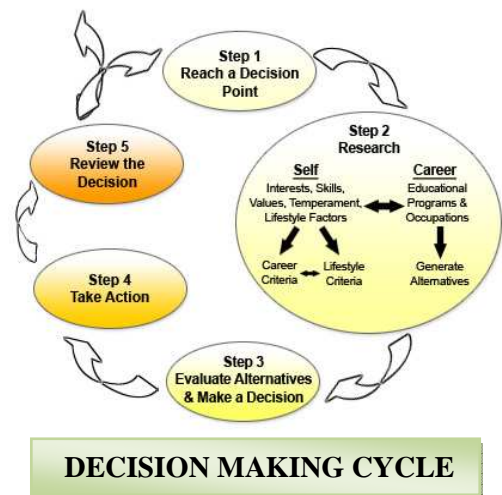 Step 1
Reach a Decision
Point
Step 2
Research
Self
Interests, Skills,
Values, Temperament,
Lifestyle Factors
Career
Criteria
Lifestyle
Criteria
Career
Educational
Programs &
Occupations
Generate
Alternatives
Step 3
Evaluate Alternatives
& Make a Decision
Step 4
Take Action
Step 5
Review the
Decision
DECISION MAKING CYCLE